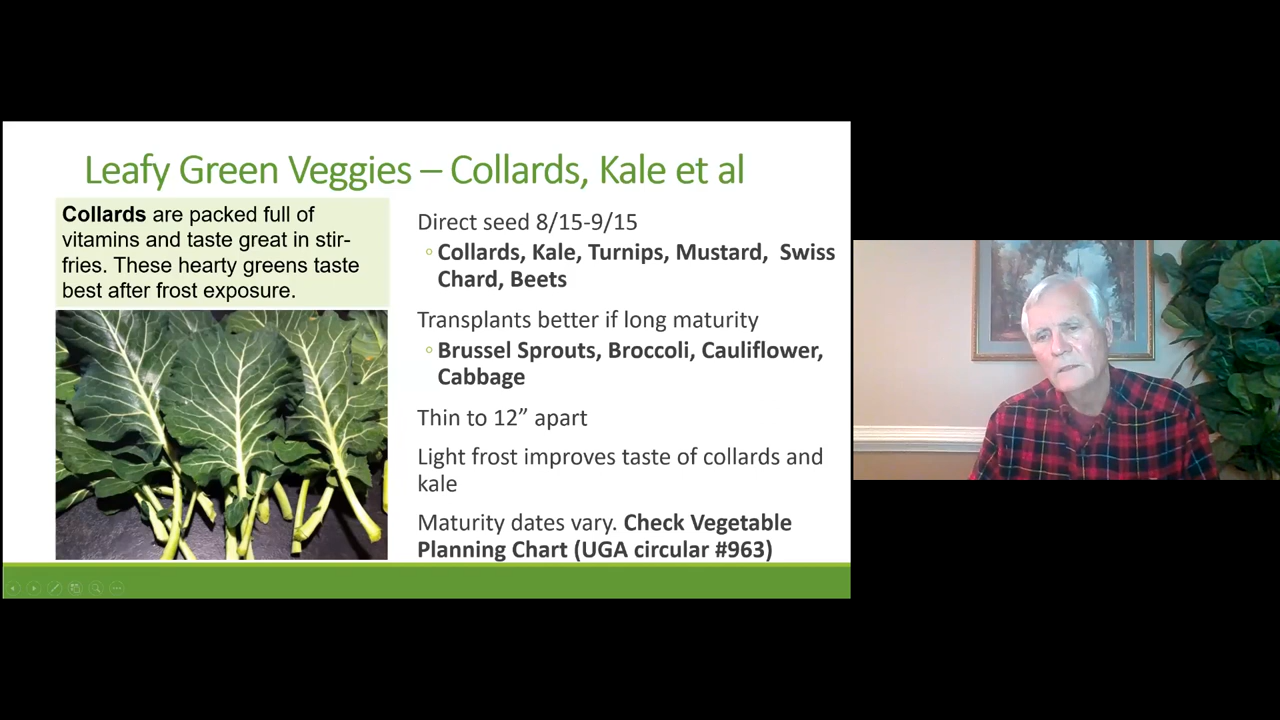 Leafy Green Veggies – Collards, Kale et al
Collards are packed full of
vitamins and taste great in stir-
fries. These hearty greens taste
best after frost exposure.
Direct seed 8/15-9/15
Collards, Kale, Turnips, Mustard, Swiss
Chard, Beets
Transplants better if long maturity
Brussel Sprouts, Broccoli, Cauliflower,
Cabbage
Thin to 12” apart
Light frost improves taste of collards and
kale
Maturity dates vary. Check Vegetable
Planning Chart (UGA circular #963)